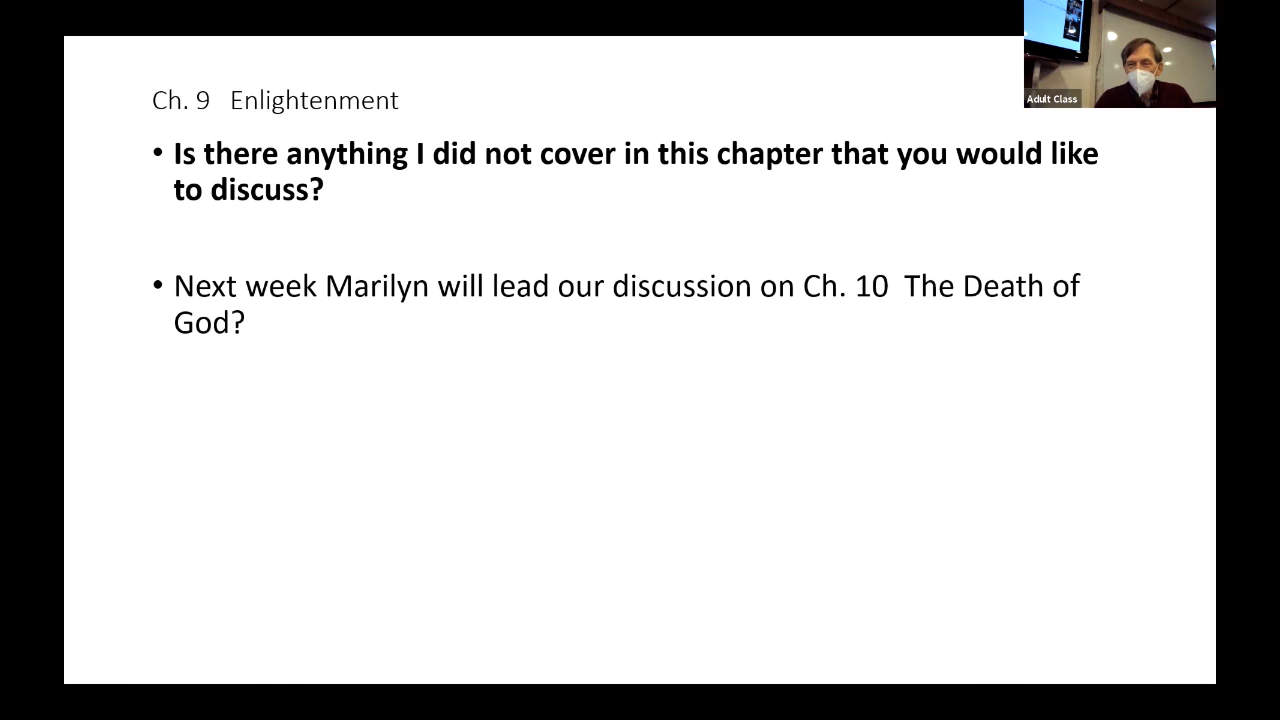 Adult Class
Ch. 9 Enlightenment
• Is there anything I did not cover in this chapter that you would like
to discuss?
• Next week Marilyn will lead our discussion on Ch. 10 The Death of
God?